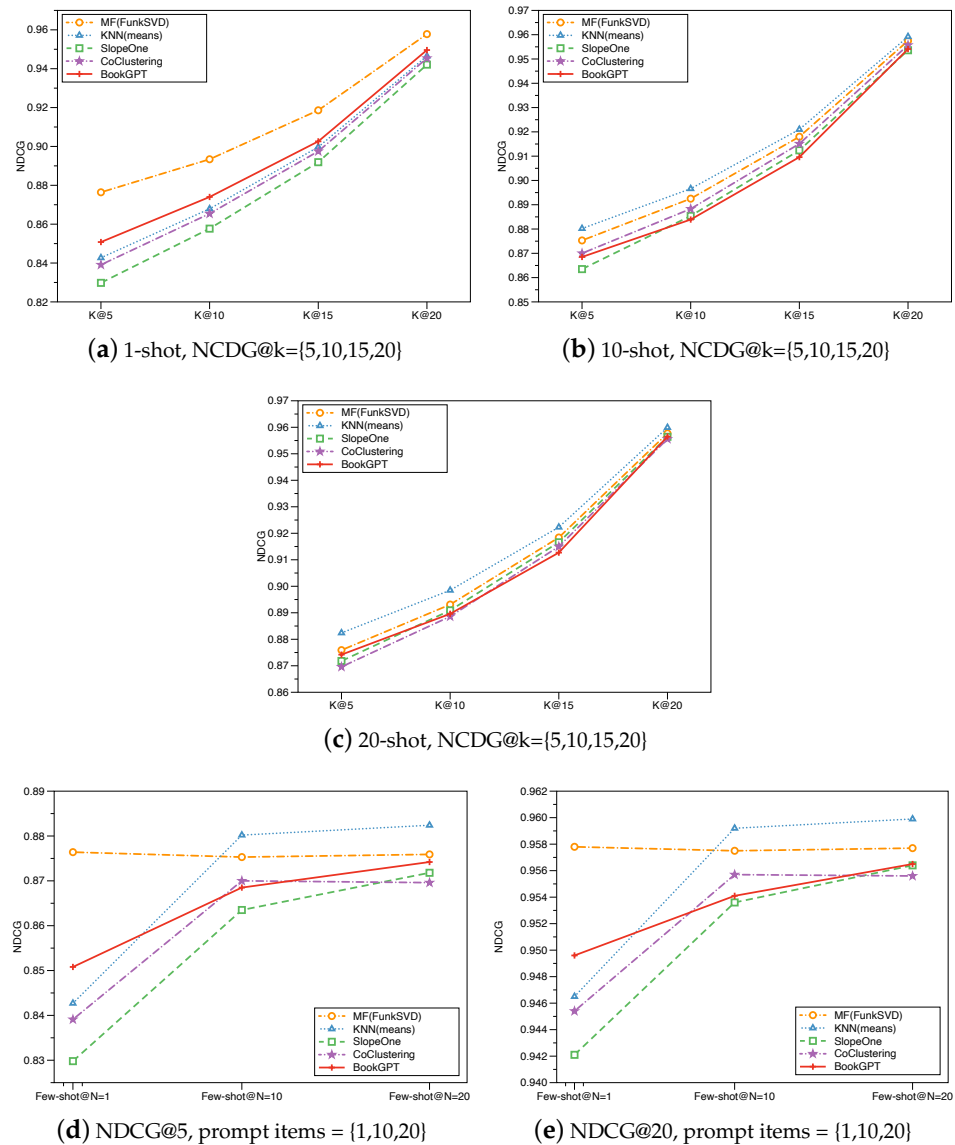 MF(FunkSVD)
KNN(means)
SlopeOne
CoClustering
BookGPT
NDCG
0.96
0.94
0.92
0.90
0.88
0.86
0.84
0.82
K@5 K@10 K@15 K@20
(a) 1-shot, NCDG@k={5,10,15,20}
MF(FunkSVD)
KNN(means)
SlopeOne
CoClustering
BookGPT
NDCG
0.97
0.96
0.95
0.94
0.93
0.92
0.91
0.90
0.89
0.88
0.87
0.86
0.85
K@5 K@10 K@15 K@20
(b) 10-shot, NCDG@k={5,10,15,20}
MF(FunkSVD)
KNN(means)
SlopeOne
CoClustering
BookGPT
NDCG
0.97
0.96
0.95
0.94
0.93
0.92
0.91
0.90
0.89
0.88
0.87
0.86
K@5 K@10 K@15 K@20
(c) 20-shot, NCDG@k={5,10,15,20}
NDCG
0.89
0.88
0.87
0.86
0.85
0.84
0.83
MF(FunkSVD)
KNN(means)
SlopeOne
CoClustering
BookGPT
Few-shot@N=1 Few-shot@N=10 Few-shot@N=20
(d) NDCG@5, prompt items = {1,10,20}
NDCG
0.962
0.960
0.958
0.956
0.954
0.952
0.950
0.948
0.946
0.944
0.942
0.940
MF(FunkSVD)
KNN(means)
SlopeOne
CoClustering
BookGPT
Few-shot@N=1 Few-shot@N=10 Few-shot@N=20
(e) NDCG@20, prompt items = {1,10,20}